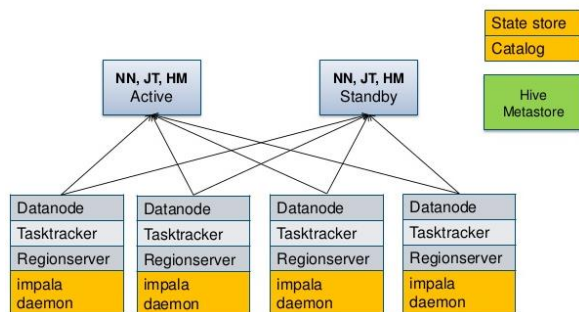 State store
Catalog
NN, JT, HM
Active
NN, JT, HM
Standby
Hive
Metastore
Datanode
Tasktracker
Regionserver
impala
daemon
Datanode
Tasktracker
Regionserver
impala
daemon
Datanode
Tasktracker
Regionserver
impala
daemon
Datanode
Tasktracker
Regionserver
impala
daemon